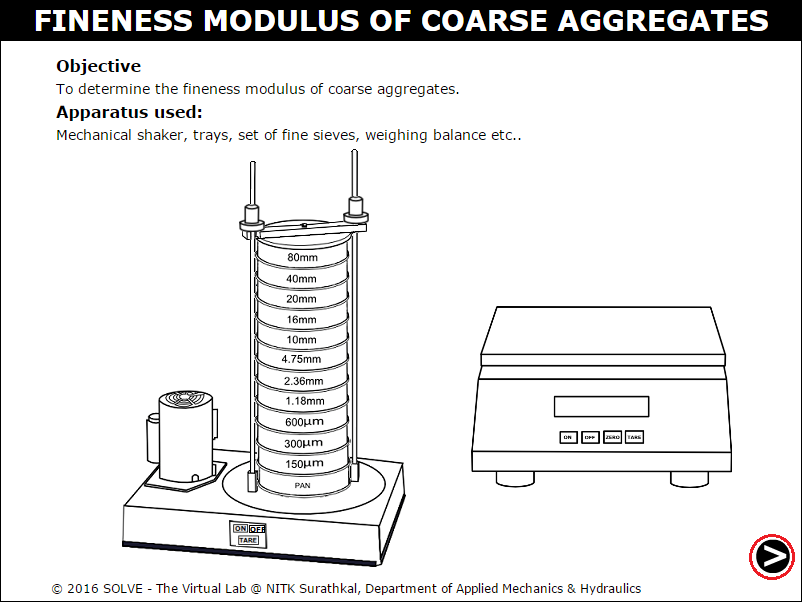 FINENESS MODULUS OF COARSE AGGREGATES
Objective
To determine the fineness modulus of coarse aggregates.
Apparatus used:
Mechanical shaker, trays, set of fine sieves, weighing balance etc..
80mm
40mm
20mm
16mm
10mm
4.75mm
2.36mm
1.18mm
600µm
300µm
150µm
PAN
ON OFF
TARE
ON OFF ZERO TARE
© 2016 SOLVE - The Virtual Lab @ NITK Surathkal, Department of Applied Mechanics & Hydraulics